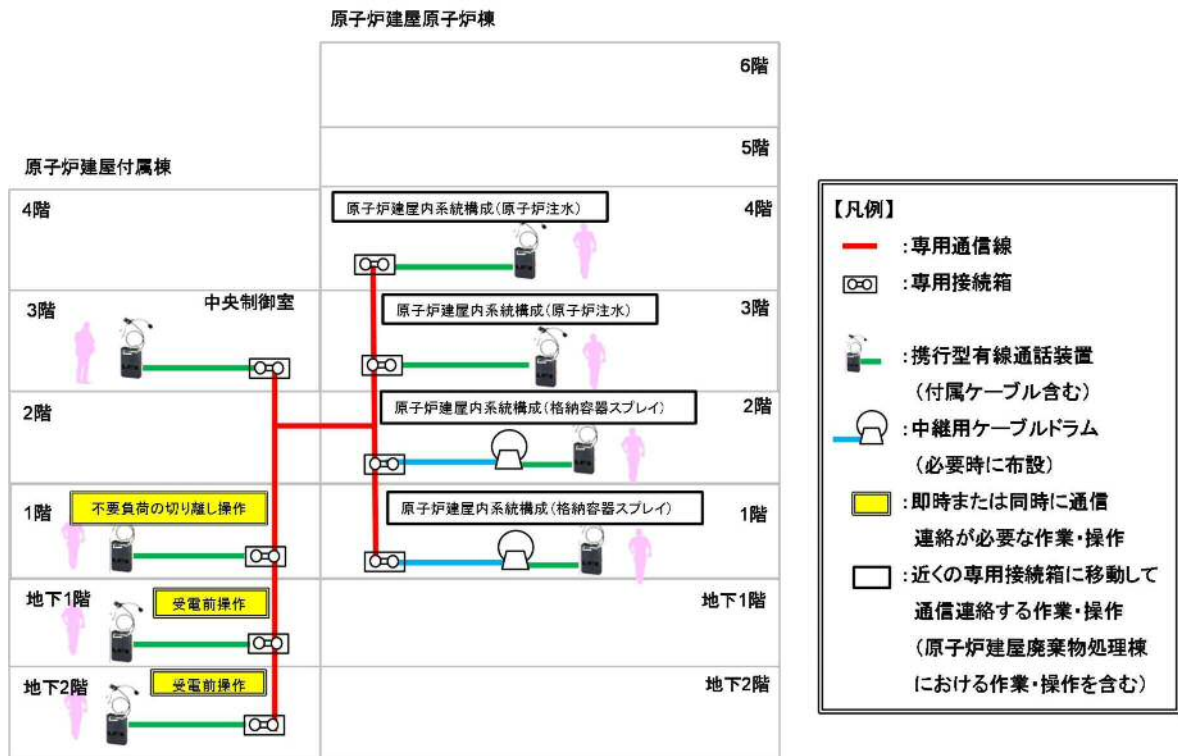 原子炉建屋原子炉棟
6階
5階
原子炉建屋付属棟
4階
原子炉建屋内系統構成(原子炉注水)
4階
3階
中央制御室
原子炉建屋内系統構成(原子炉注水)
3階
2階
原子炉建屋内系統構成(格納容器スプレイ)
2階
1階
不要負荷の切り離し操作
原子炉建屋内系統構成(格納容器スプレイ)
1階
地下1階
受電前操作
地下1階
地下2階
受電前操作
地下2階
【凡例】
:専用通信線
:専用接続箱
:携行型有線通話装置
(付属ケーブル含む)
:中継用ケーブルドラム
(必要時に布設)
:即時または同時に通信
連絡が必要な作業・操作
:近くの専用接続箱に移動して
通信連絡する作業・操作
(原子炉建屋廃棄物処理棟
における作業・操作を含む)